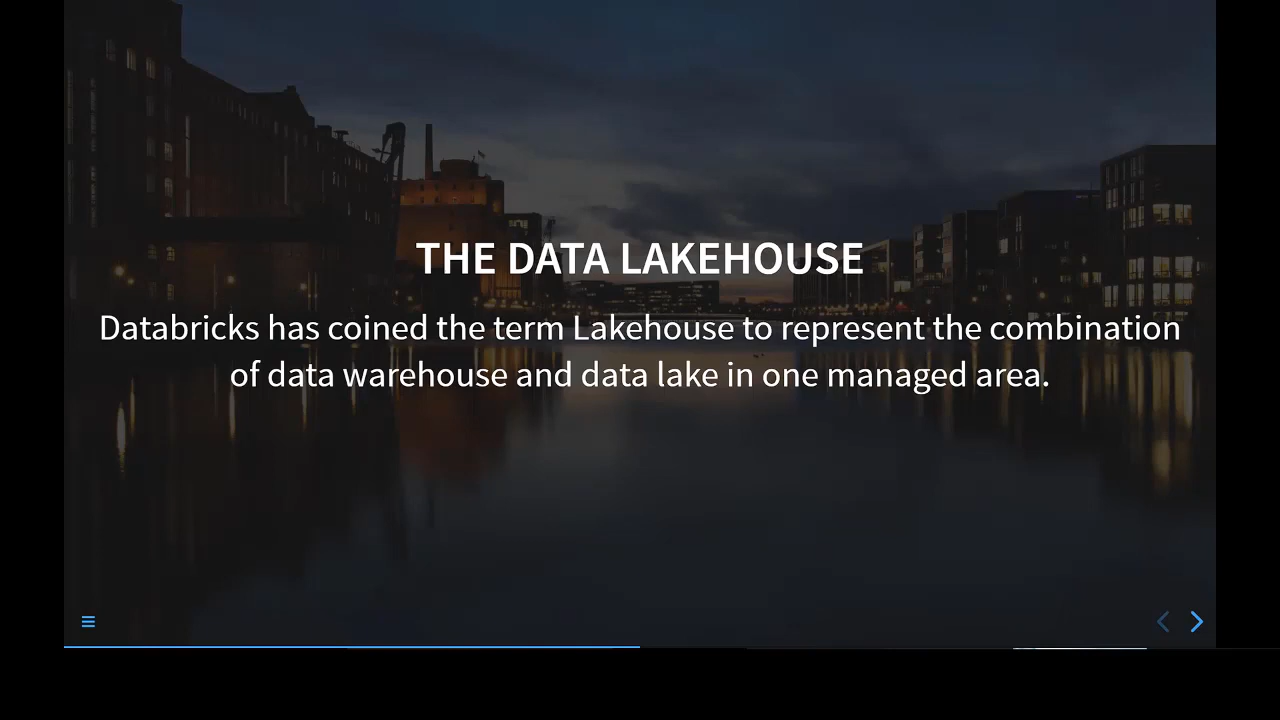 THE DATA LAKEHOUSE
Databricks has coined the term Lakehouse to represent the combination
of data warehouse and data lake in one managed area.